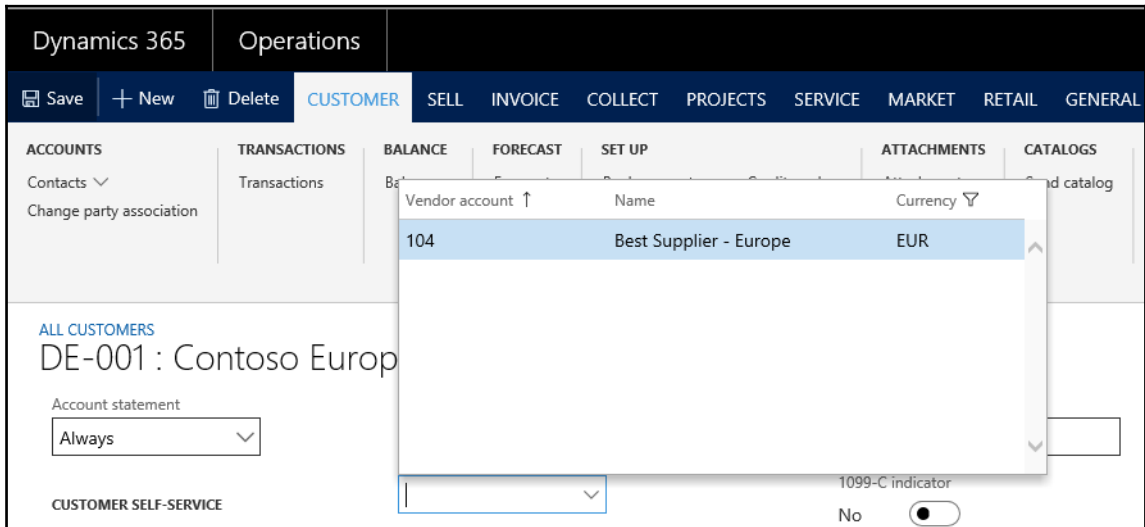 Dynamics 365 Operations
Save + New Delete CUSTOMER SELL INVOICE COLLECT PROJECTS SERVICE MARKET RETAIL GENERAL
ACCOUNTS TRANSACTIONS BALANCE FORECAST SET UP ATTACHMENTS CATALOGS
Contacts Transactions catalog
Change party association
Vendor account ↑ Name Currency
104 Best Supplier - Europe EUR
ALL CUSTOMERS
DE-001 : Contoso Europ
Account statement
Always
1099-C indicator
CUSTOMER SELF-SERVICE
No